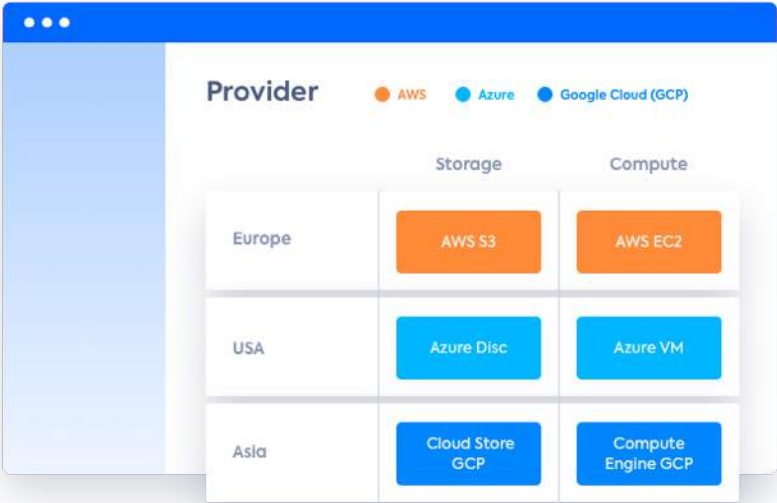 Provider AWS Azure Google Cloud (GCP)
Storage Compute
Europe AWS S3 AWS EC2
USA Azure Disc Azure VM
Asia Cloud Store GCP Compute Engine GCP